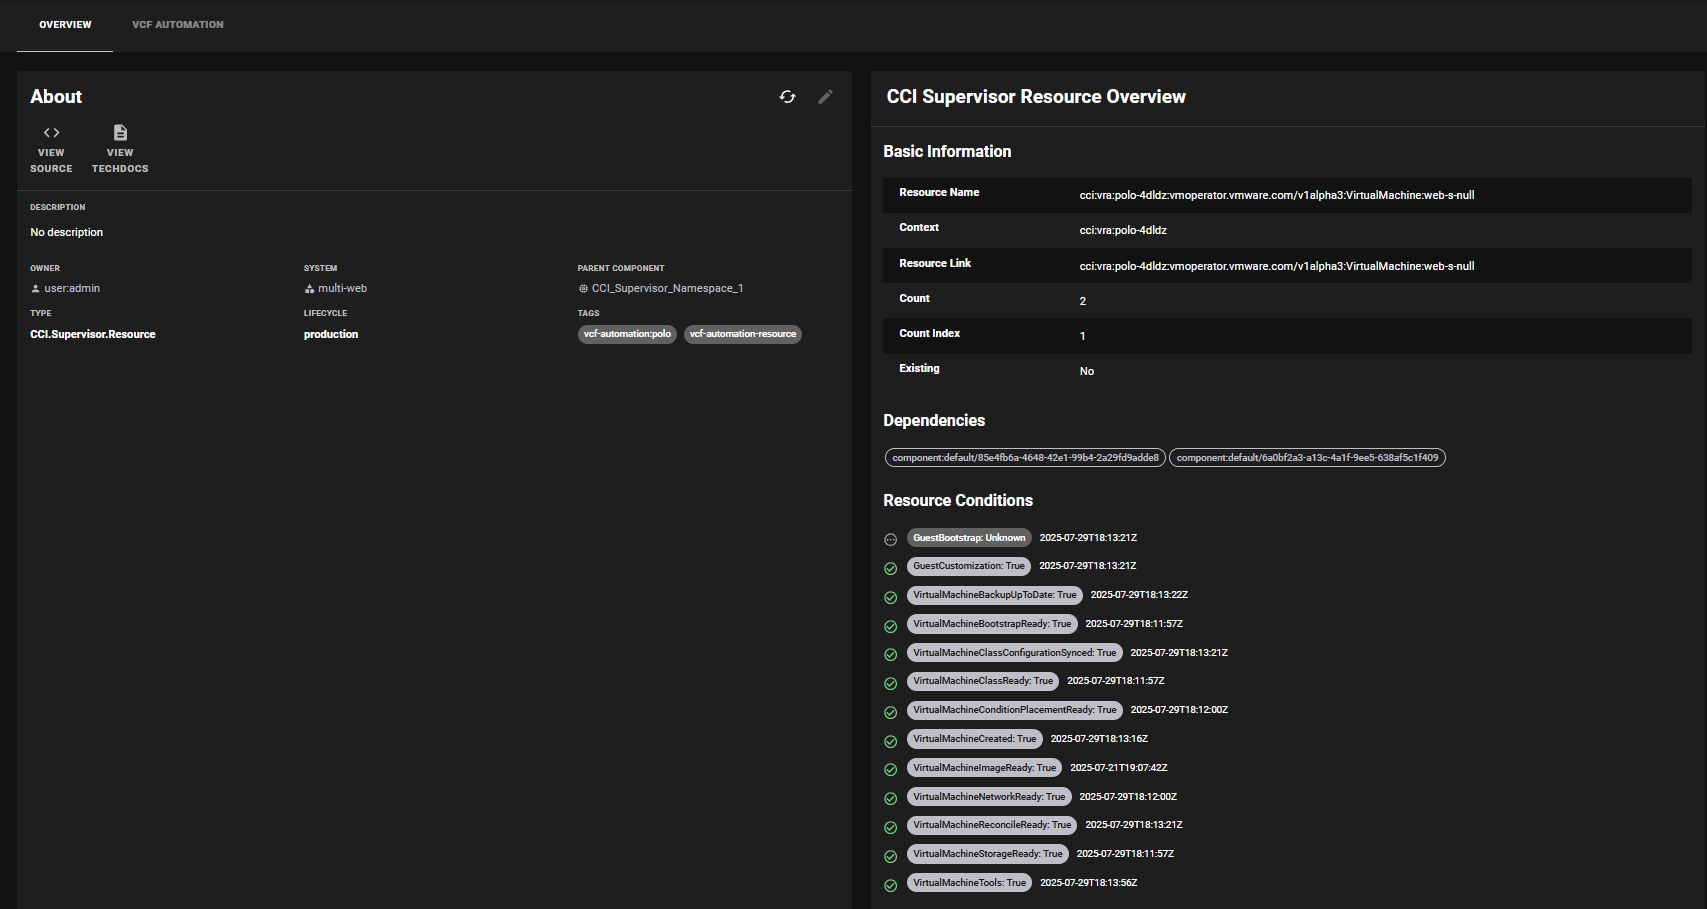 OVERVIEW VCF AUTOMATION
About
VIEW SOURCE
VIEW TECHDOCS
DESCRIPTION
No description
OWNER
user:admin
SYSTEM
multi-web
PARENT COMPONENT
CCI_Supervisor_Namespace_1
TYPE
CCI.Supervisor.Resource
LIFECYCLE
production
TAGS
vcf-automation:polo vcf-automation-resource
CCI Supervisor Resource Overview
Basic Information
Resource Name cci:vra:polo-4dldz:vmoperator.vmware.com/v1alpha3:VirtualMachine:web-s-null
Context cci:vra:polo-4dldz
Resource Link cci:vra:polo-4dldz:vmoperator.vmware.com/v1alpha3:VirtualMachine:web-s-null
Count 2
Count Index 1
Existing No
Dependencies
component:default/85e4fb6a-4648-42e1-99b4-2a29fd9adde8 component:default/6a0bf2a3-a13c-4a1f-9ee5-638af5c1f409
Resource Conditions
GuestBootstrap: Unknown 2025-07-29T18:13:21Z
GuestCustomization: True 2025-07-29T18:13:21Z
VirtualMachineBackupUpToDate: True 2025-07-29T18:13:22Z
VirtualMachineBootstrapReady: True 2025-07-29T18:11:57Z
VirtualMachineClassConfigurationSynced: True 2025-07-29T18:13:21Z
VirtualMachineClassReady: True 2025-07-29T18:11:57Z
VirtualMachineConditionPlacementReady: True 2025-07-29T18:12:00Z
VirtualMachineCreated: True 2025-07-29T18:13:16Z
VirtualMachineImageReady: True 2025-07-21T19:07:42Z
VirtualMachineNetworkReady: True 2025-07-29T18:12:00Z
VirtualMachineReconcileReady: True 2025-07-29T18:13:21Z
VirtualMachineStorageReady: True 2025-07-29T18:11:57Z
VirtualMachineTools: True 2025-07-29T18:13:56Z